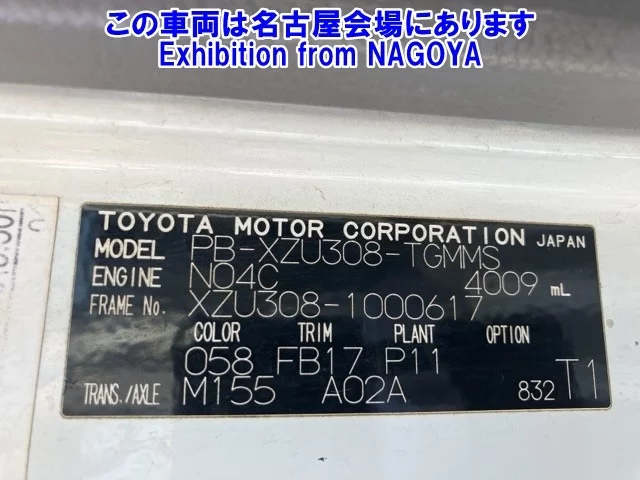 この車両は名古屋会場にあります
Exhibition from NAGOYA
TOYOTA MOTOR CORPORATION JAPAN
MODEL PB-XZU308-TGMMS
ENGINE N04C 4009 mL
FRAME No. XZU308-1000617
COLOR TRIM PLANT OPTION
058 FB17 P11
TRANS./AXLE M155 A02A 832 T1